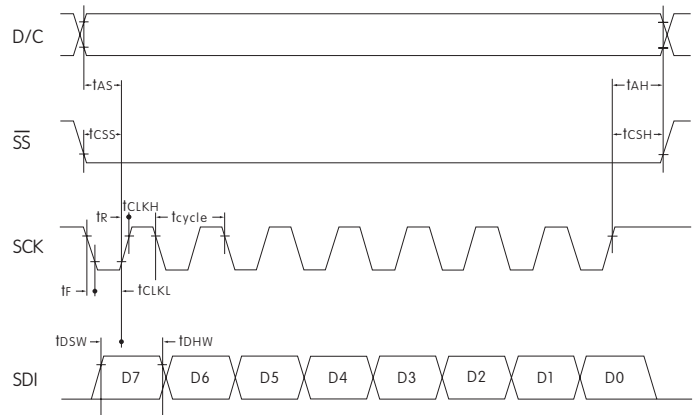 D/C
tAS
tAH
SS
tCSS
tCSH
tR
tCLKH
tcycle
SCK
tF
tCLKL
tDSW
tDHW
SDI
D7 D6 D5 D4 D3 D2 D1 D0